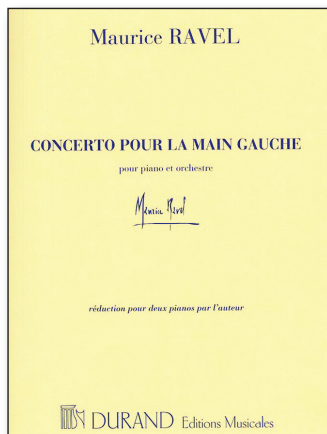 Maurice RAVEL
CONCERTO POUR LA MAIN GAUCHE
pour piano et orchestre
Maurice Ravel
réduction pour deux pianos par l'auteur
DURAND Editions Musicales